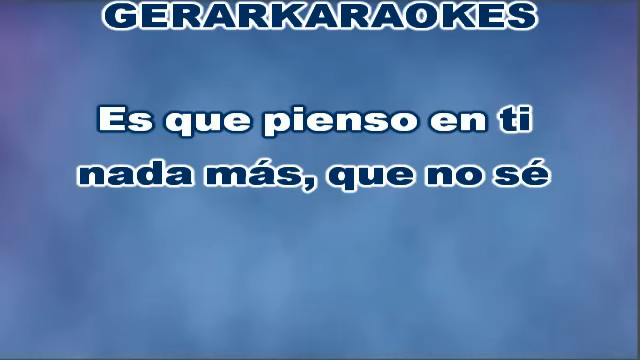 GERARKARAOKES
Es que pienso en ti
nada más, que no sé